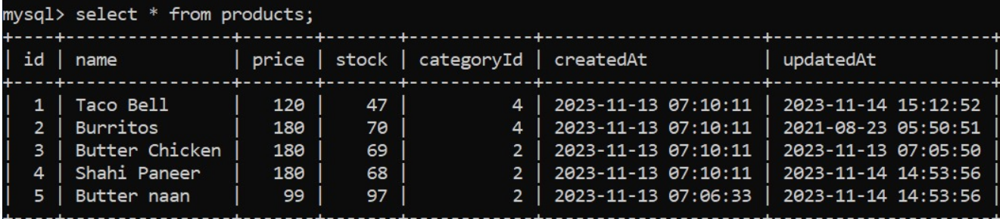 mysql> select * from products;
+----+----------------+-------+-------+------------+---------------------+---------------------+
| id | name           | price | stock | categoryId | createdAt           | updatedAt           |
+----+----------------+-------+-------+------------+---------------------+---------------------+
|  1 | Taco Bell      |   120 |    47 |          4 | 2023-11-13 07:10:11 | 2023-11-14 15:12:52 |
|  2 | Burritos       |   180 |    70 |          4 | 2023-11-13 07:10:11 | 2021-08-23 05:50:51 |
|  3 | Butter Chicken |   180 |    69 |          2 | 2023-11-13 07:10:11 | 2023-11-13 07:05:50 |
|  4 | Shahi Paneer   |   180 |    68 |          2 | 2023-11-13 07:10:11 | 2023-11-14 14:53:56 |
|  5 | Butter naan    |    99 |    97 |          2 | 2023-11-13 07:06:33 | 2023-11-14 14:53:56 |
+----+----------------+-------+-------+------------+---------------------+---------------------+